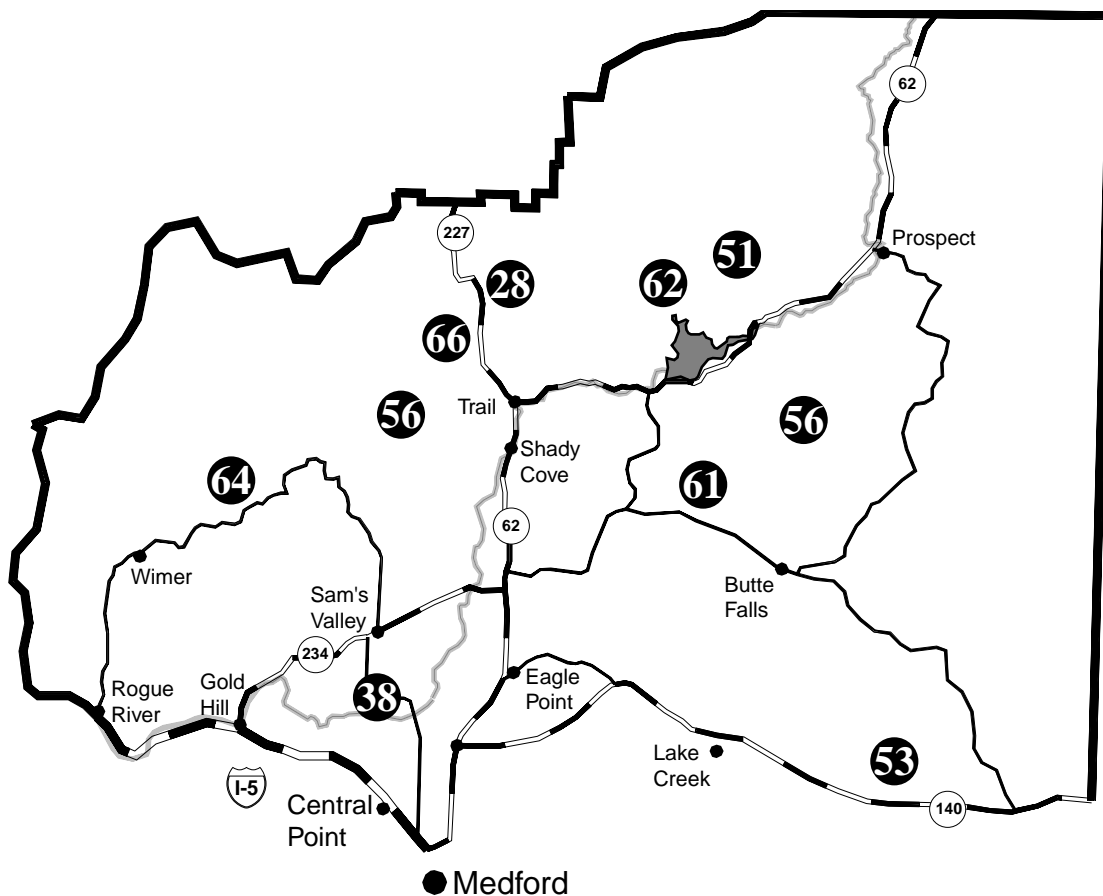 62
Prospect
227
51
28
62
66
Trail
56
56
Shady
Cove
64
61
62
Wimer
Sam's
Valley
Butte
Falls
234
Rogue
River
Gold
Hill
38
Eagle
Point
Lake
Creek
53
I-5
Central
Point
140
Medford